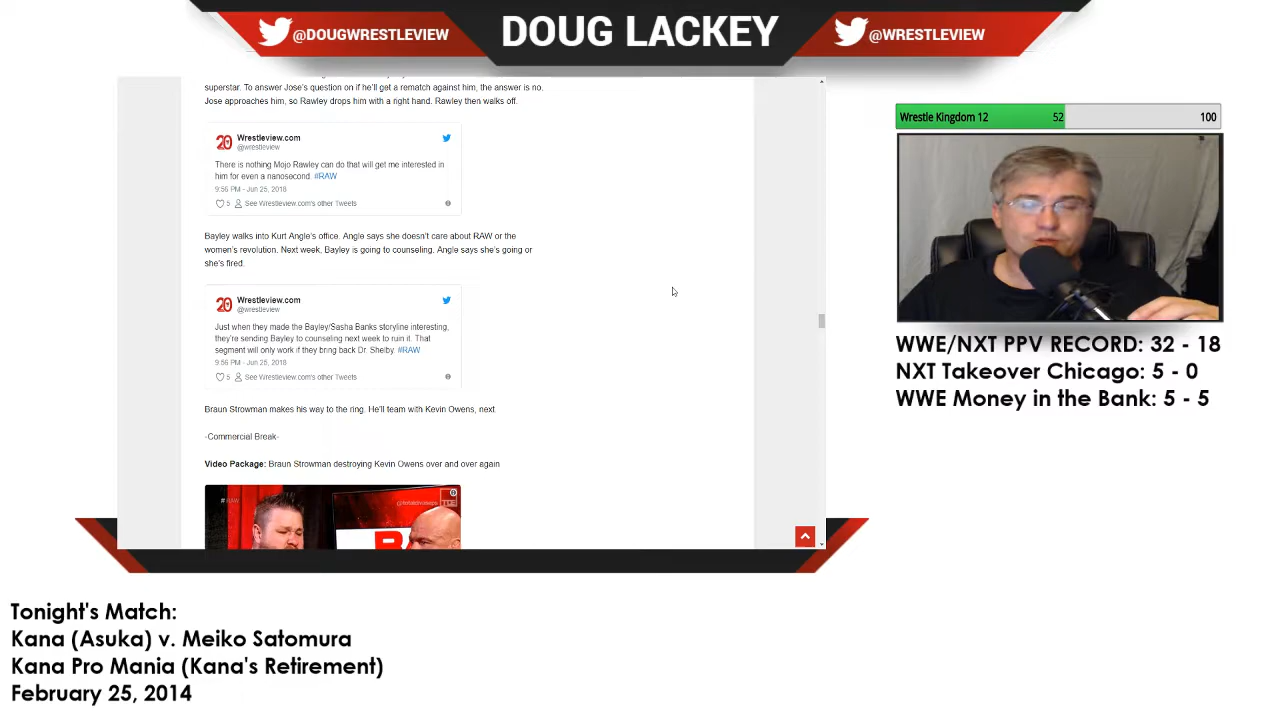 @DOUGWRESTLEVIEW
DOUG LACKEY
@WRESTLEVIEW
superstar. To answer Jose's question on if he'll get a rematch against him, the answer is no.
Jose approaches him, so Rawley drops him with a right hand. Rawley then walks off.
20
Wrestleview.com
@wrestleview
There is nothing Mojo Rawley can do that will get me interested in
him for even a nanosecond. #RAW
9:56 PM - Jun 25, 2018
5 See Wrestleview.com's other Tweets
Bayley walks into Kurt Angle's office. Angle says she doesn't care about RAW or the
women's revolution. Next week, Bayley is going to counseling. Angle says she's going or
she's fired.
20
Wrestleview.com
@wrestleview
Just when they made the Bayley/Sasha Banks storyline interesting,
they're sending Bayley to counseling next week to ruin it. That
segment will only work if they bring back Dr. Shelby. #RAW
9:56 PM - Jun 25, 2018
5 See Wrestleview.com's other Tweets
Braun Strowman makes his way to the ring. He'll team with Kevin Owens, next
-Commercial Break-
Video Package: Braun Strowman destroying Kevin Owens over and over again
#RAW
Wrestle Kingdom 12 52 100
WWE/NXT PPV RECORD: 32 - 18
NXT Takeover Chicago: 5 - 0
WWE Money in the Bank: 5 - 5
Tonight's Match:
Kana (Asuka) v. Meiko Satomura
Kana Pro Mania (Kana's Retirement)
February 25, 2014